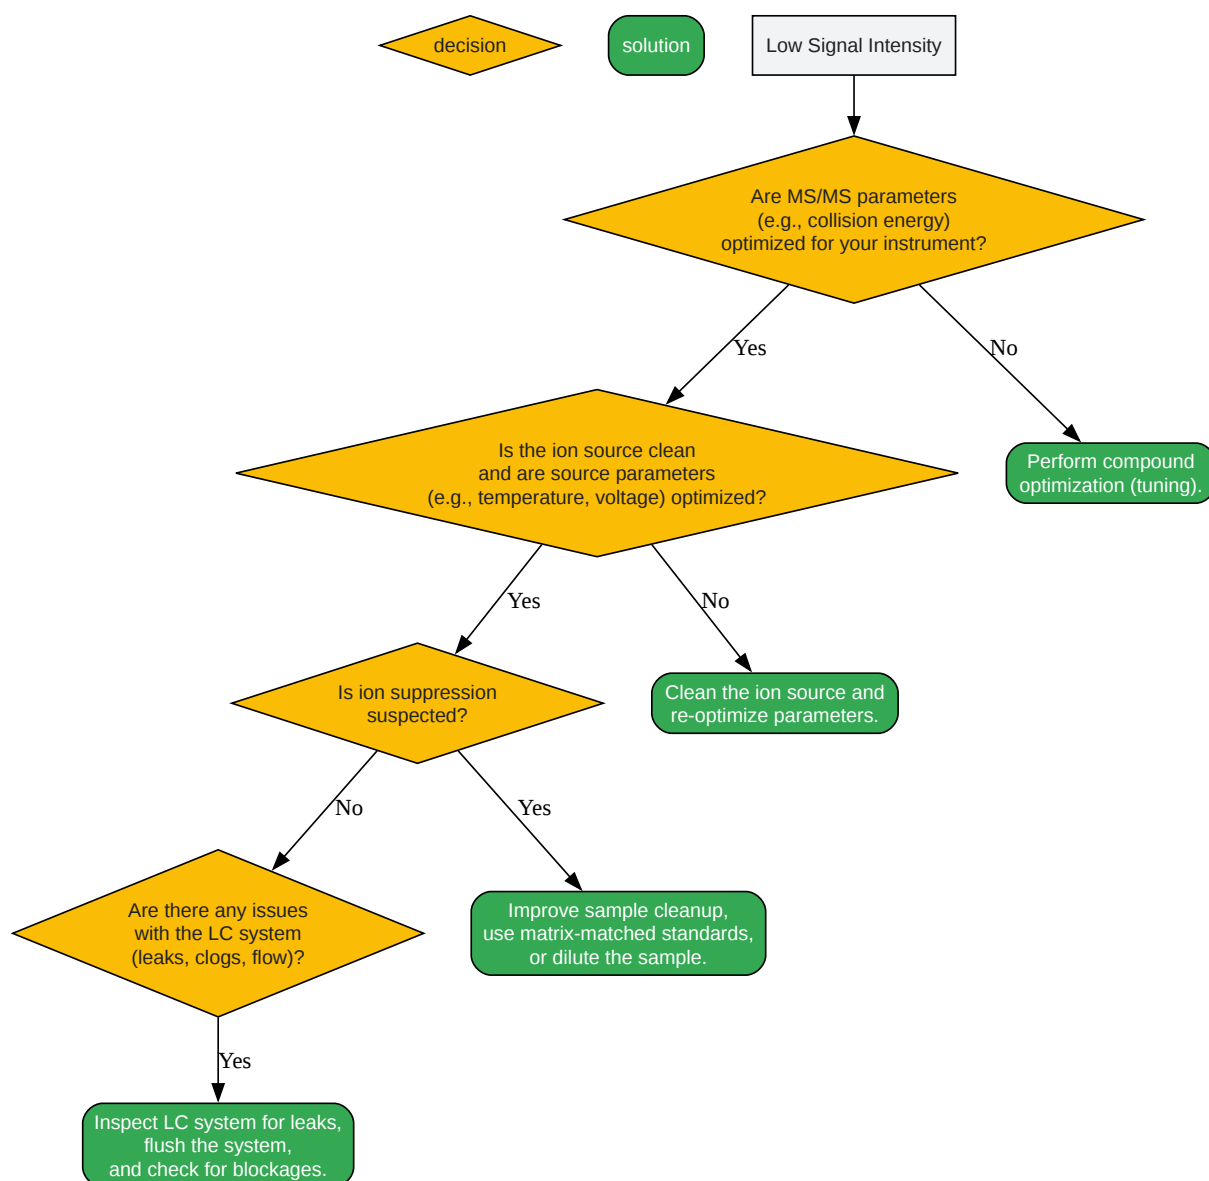 decision
solution
Low Signal Intensity
Are MS/MS parameters
(e.g., collision energy)
optimized for your instrument?
Yes
No
Is the ion source clean
and are source parameters
(e.g., temperature, voltage) optimized?
Perform compound
optimization (tuning).
Yes
No
Is ion suppression
suspected?
Clean the ion source and
re-optimize parameters.
No
Yes
Are there any issues
with the LC system
(leaks, clogs, flow)?
Improve sample cleanup,
use matrix-matched standards,
or dilute the sample.
Yes
Inspect LC system for leaks,
flush the system,
and check for blockages.